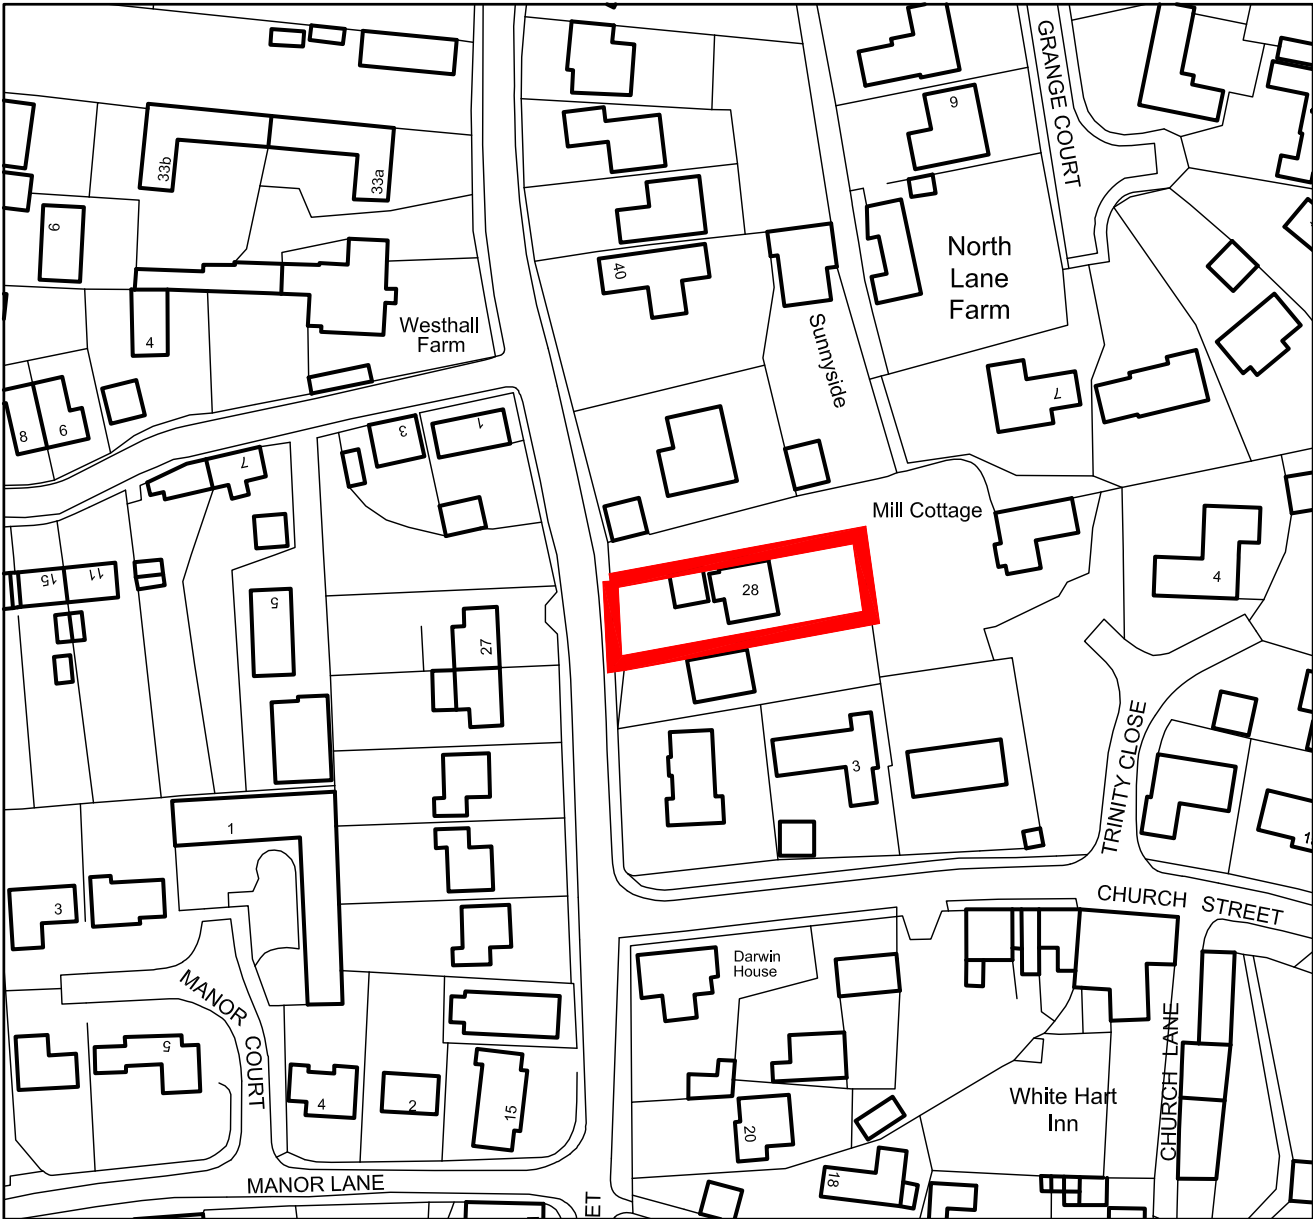 GRANGE COURT
9
33b
33a
6
North
Lane
Farm
40
Westhall
Farm
4
Sunnyside
7
8
6
3
1
7
Mill Cottage
15
11
5
28
4
27
TRINITY CLOSE
3
1
3
CHURCH STREET
Darwin
House
MANOR COURT
5
CHURCH LANE
White Hart
Inn
4
2
15
20
18
MANOR LANE
ET